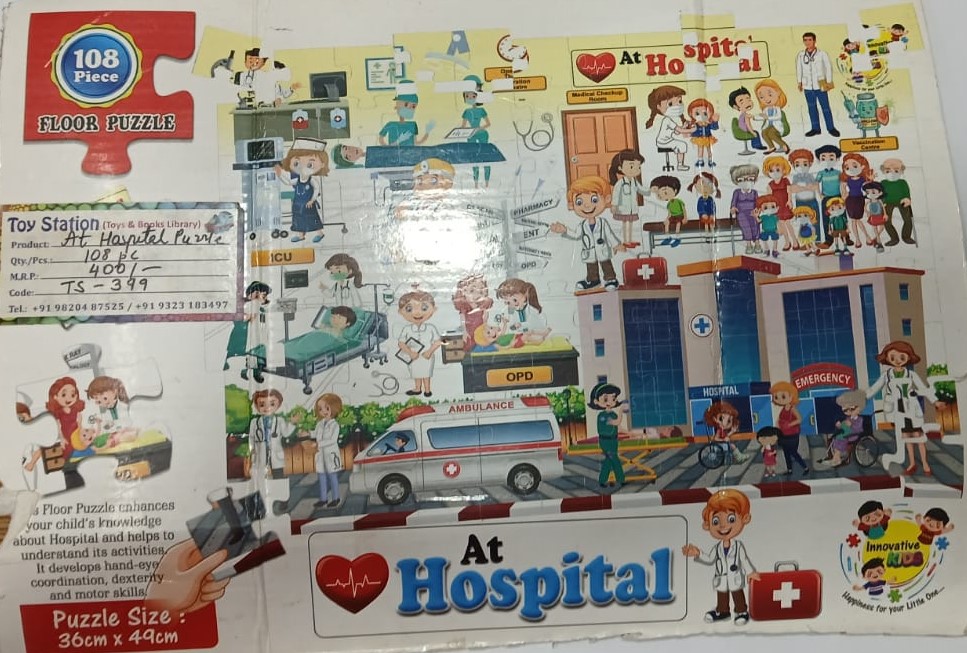 108
Piece
FLOOR PUZZLE
Toy Station (Toys & Books Library)
Product: At Hospital Puzzle
Qty./Pcs.: 108 pc
M.R.P.: 400/-
Code: TS - 399
Tel.: +91 98204 87525 / +91 9323 183497
Floor Puzzle enhances
your child's knowledge
about Hospital and helps to
understand its activities.
It develops hand-eye
coordination, dexterity
and motor skills.
Puzzle Size :
36cm x 49cm
At
Hospital
Medical Checkup
Room
Vaccination
Centre
PHARMACY
ENT
OPD
ICU
OPD
AMBULANCE
HOSPITAL
EMERGENCY
At
Hospital
Innovative
KIDS
Happiness for your Little One...